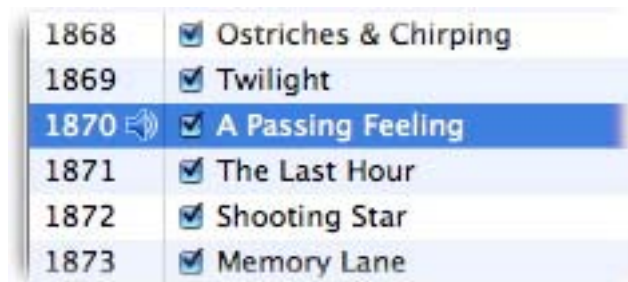 1868 Ostriches & Chirping
1869 Twilight
1870 A Passing Feeling
1871 The Last Hour
1872 Shooting Star
1873 Memory Lane